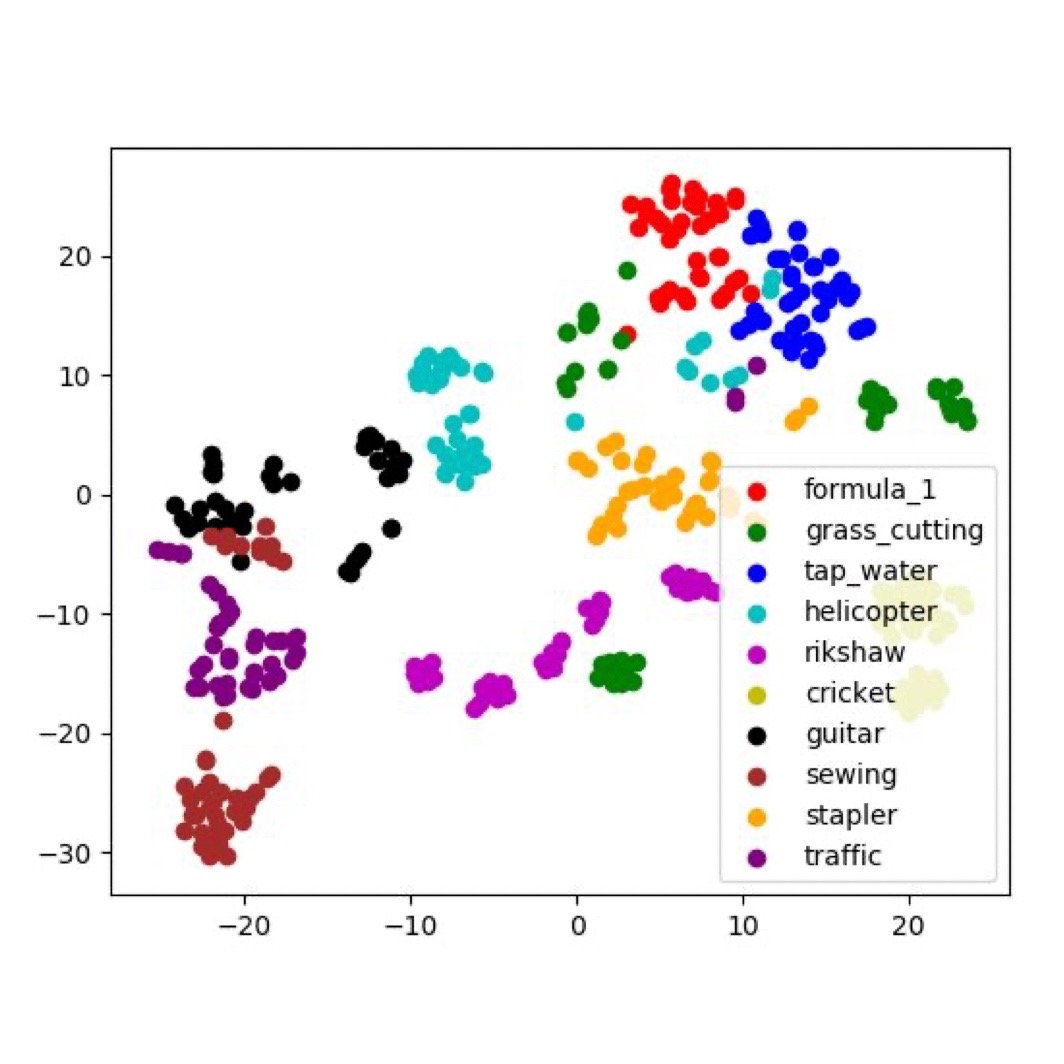 20
10
0
−10
−20
−30
−20
−10
0
10
20
formula_1
grass_cutting
tap_water
helicopter
rikshaw
cricket
guitar
sewing
stapler
traffic